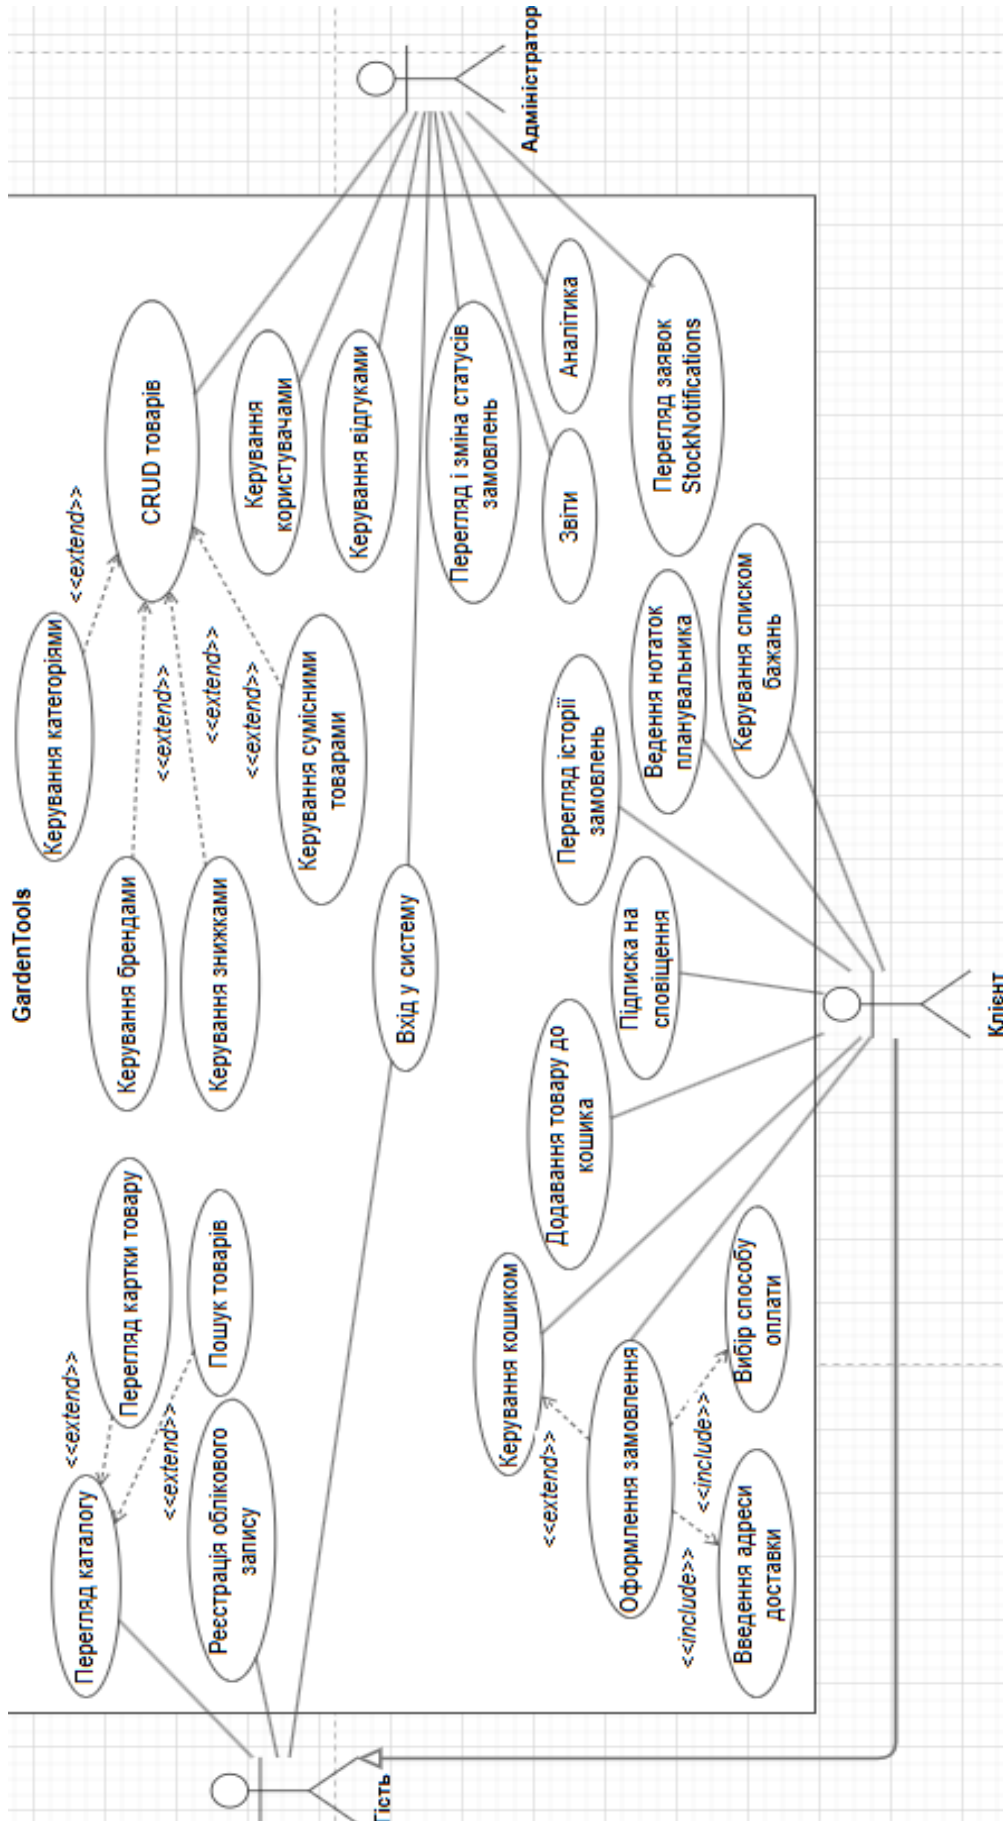 GardenTools
Перегляд каталогу
<<extend>>
Перегляд картки товару
<<extend>>
Пошук товарів
Реєстрація облікового
запису
Гість
Керування категоріями
<<extend>>
Керування брендами
<<extend>>
Керування знижками
<<extend>>
<<extend>>
Керування сумісними
товарами
CRUD товарів
Керування
користувачами
Керування відгуками
Перегляд і зміна статусів
замовлень
Звіти
Аналітика
Перегляд заявок
StockNotifications
Адміністратор
Вхід у систему
Керування кошиком
<<extend>>
Оформлення замовлення
<<include>>
<<include>>
Введення адреси
доставки
Вибір способу
оплати
Додавання товару до
кошика
Підписка на
сповіщення
Перегляд історії
замовлень
Ведення нотаток
планувальника
Керування списком
бажань
Клієнт